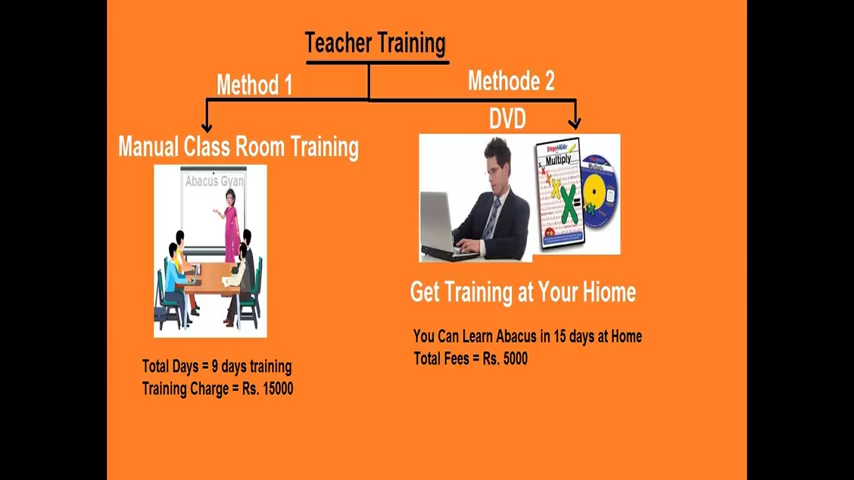 Teacher Training
Method 1
Methode 2
DVD
Manual Class Room Training
Abacus Gyan
Multiply
Get Training at Your Hiome
You Can Learn Abacus in 15 days at Home
Total Fees = Rs. 5000
Total Days = 9 days training
Training Charge = Rs. 15000